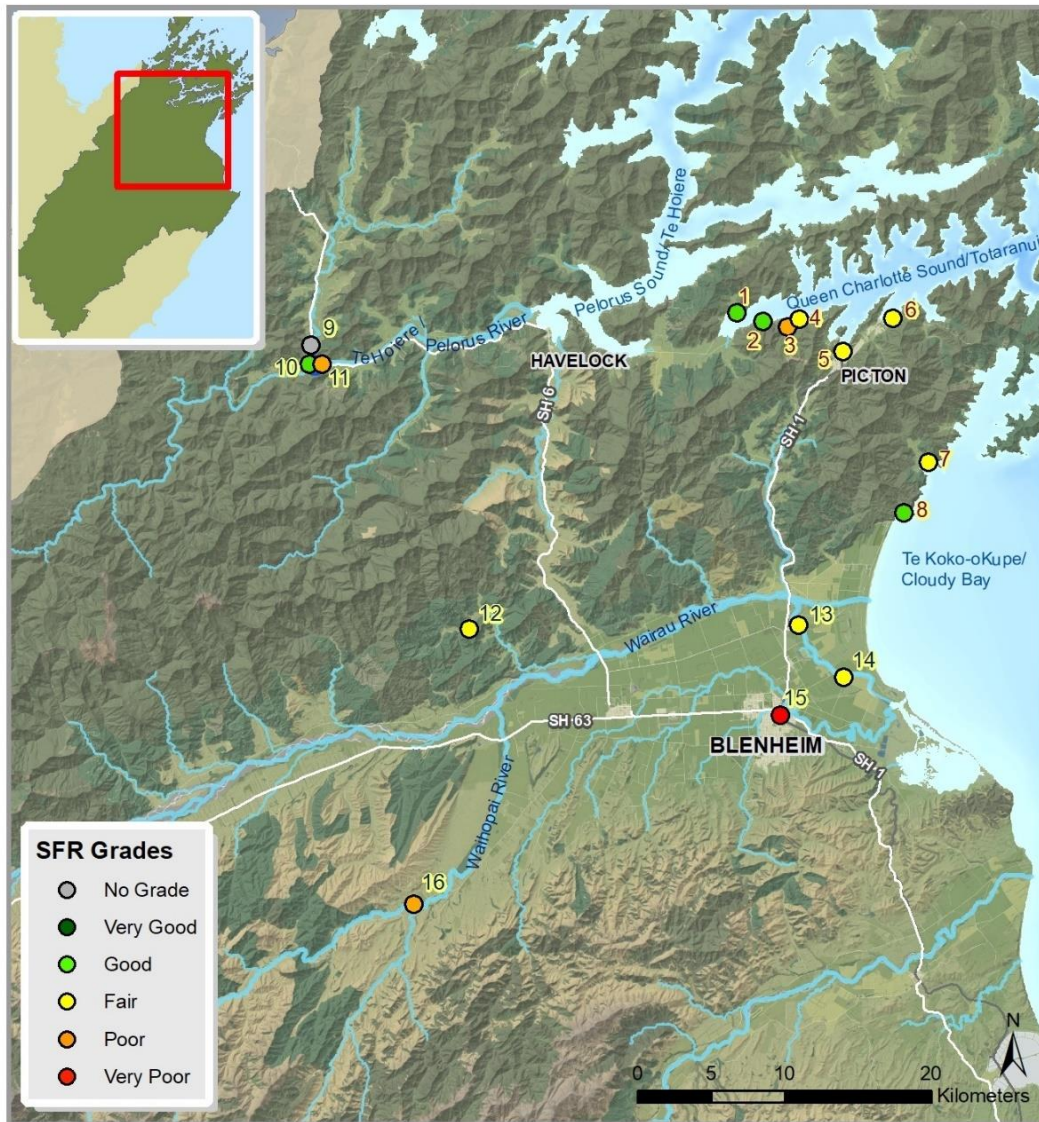 9
10
11
Te Hoiere /
Pelorus River
HAVELOCK
SH 6
Pelorus Sound/Te Hoiere
Queen Charlotte Sound/Totaranui
1
2
3
4
5
6
PICTON
SH 1
7
8
Te Koko-oKupe/
Cloudy Bay
12
Wairau River
13
14
15
SH 63
BLENHEIM
SH 1
Waihopai River
16
SFR Grades
No Grade
Very Good
Good
Fair
Poor
Very Poor
N
0 5 10 20
Kilometers